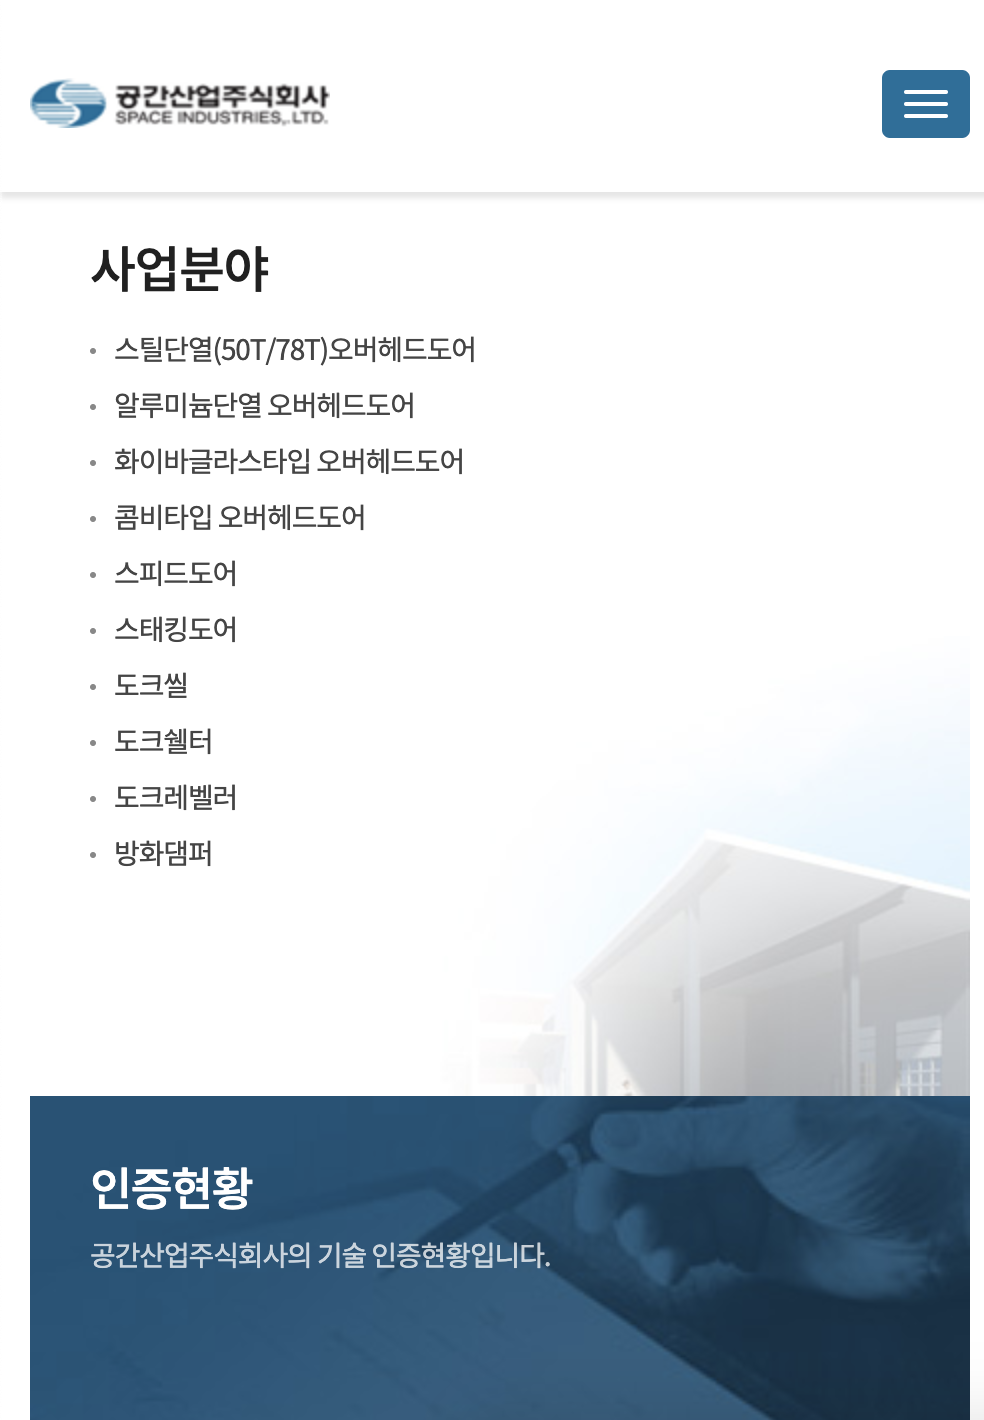 공간산업주식회사
SPACE INDUSTRIES,.LTD.
사업분야
스틸단열(50T/78T)오버헤드도어
알루미늄단열 오버헤드도어
화이바글라스타입 오버헤드도어
콤비타입 오버헤드도어
스피드도어
스태킹도어
도크씰
도크쉘터
도크레벨러
방화댐퍼
인증현황
공간산업주식회사의 기술 인증현황입니다.